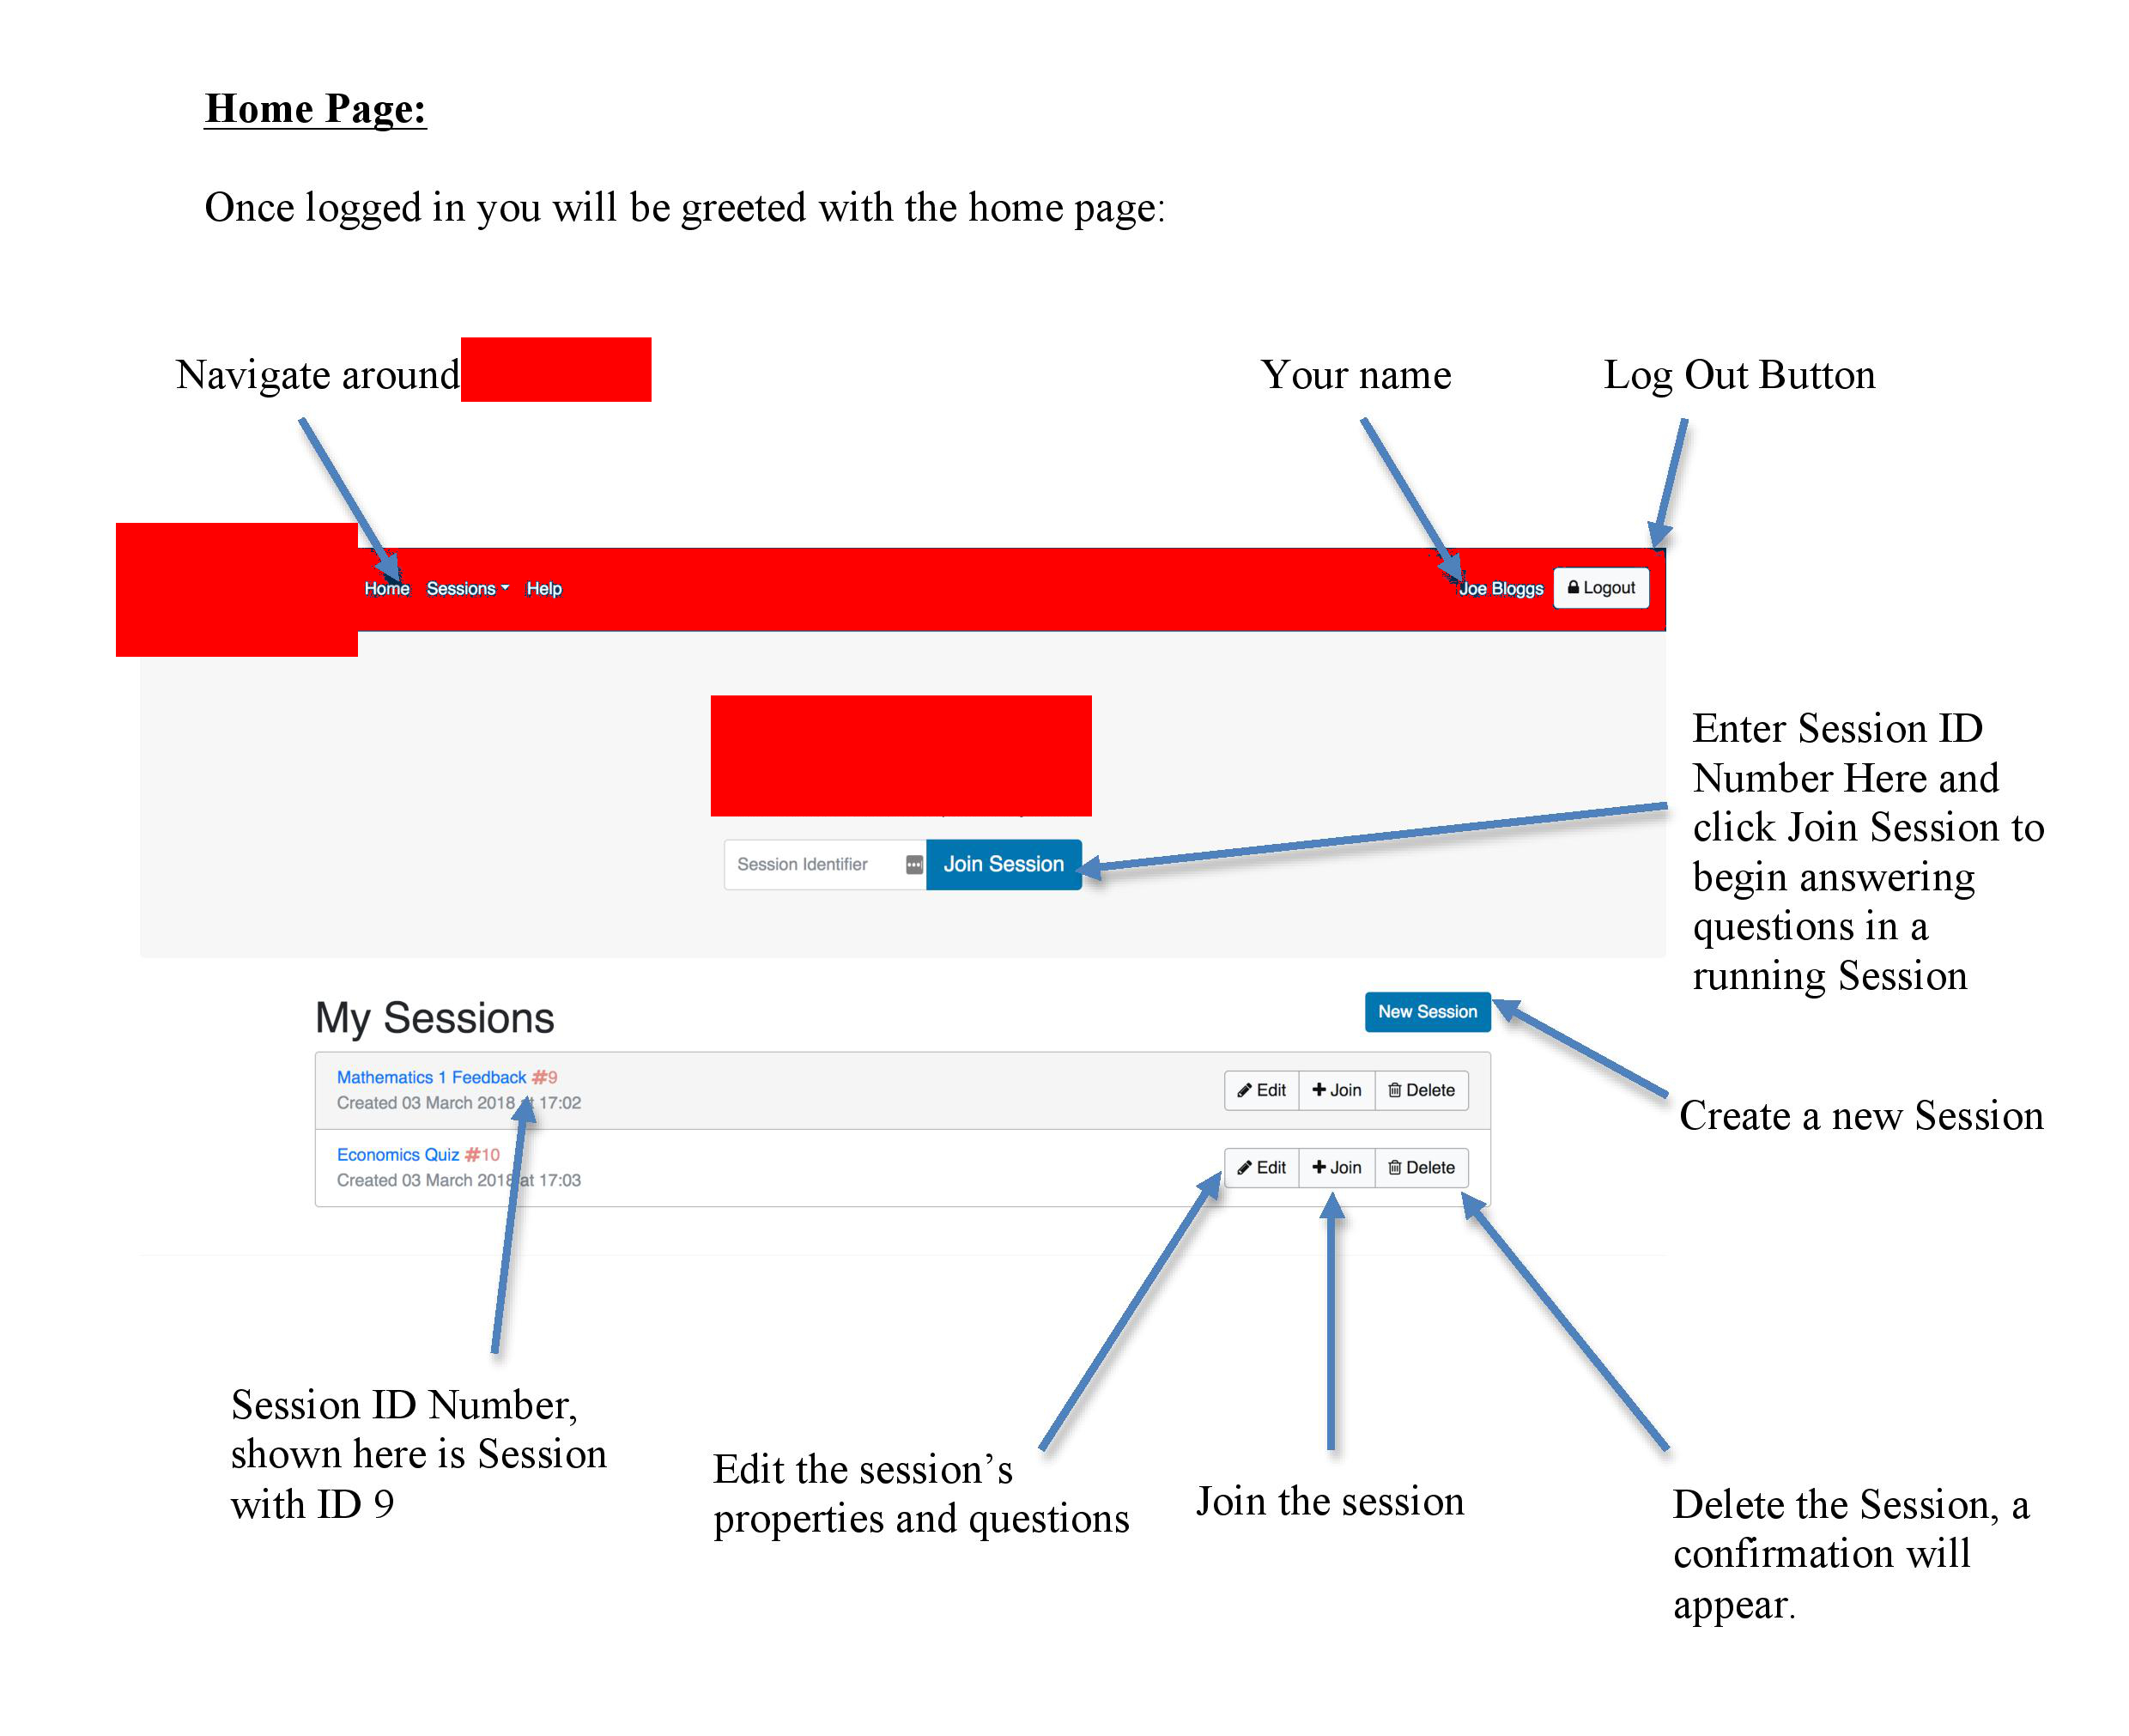 Home Page:
Once logged in you will be greeted with the home page:
Navigate around
Your name
Log Out Button
Home Sessions Help
Joe Bloggs Logout
Enter Session ID
Number Here and
click Join Session to
begin answering
questions in a
running Session
Session Identifier Join Session
My Sessions
New Session
Mathematics 1 Feedback #9
Created 03 March 2018 at 17:02
Edit Join Delete
Create a new Session
Economics Quiz #10
Created 03 March 2018 at 17:03
Edit Join Delete
Session ID Number,
shown here is Session
with ID 9
Edit the session’s
properties and questions
Join the session
Delete the Session, a
confirmation will
appear.